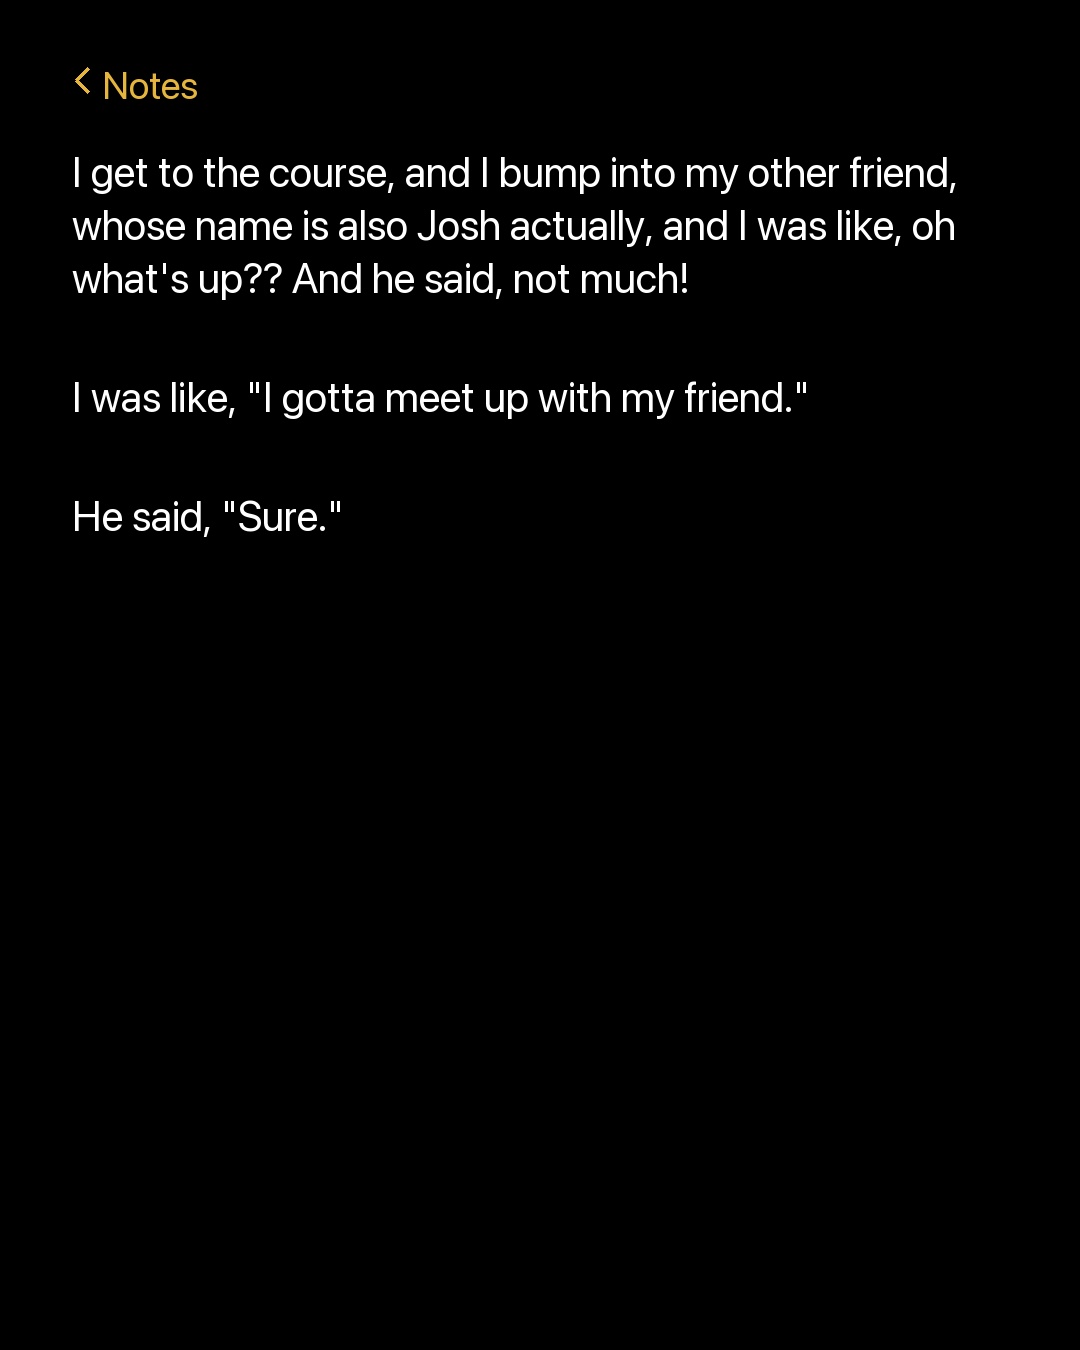 Notes
I get to the course, and I bump into my other friend,
whose name is also Josh actually, and I was like, oh
what's up?? And he said, not much!
I was like, "I gotta meet up with my friend."
He said, "Sure."